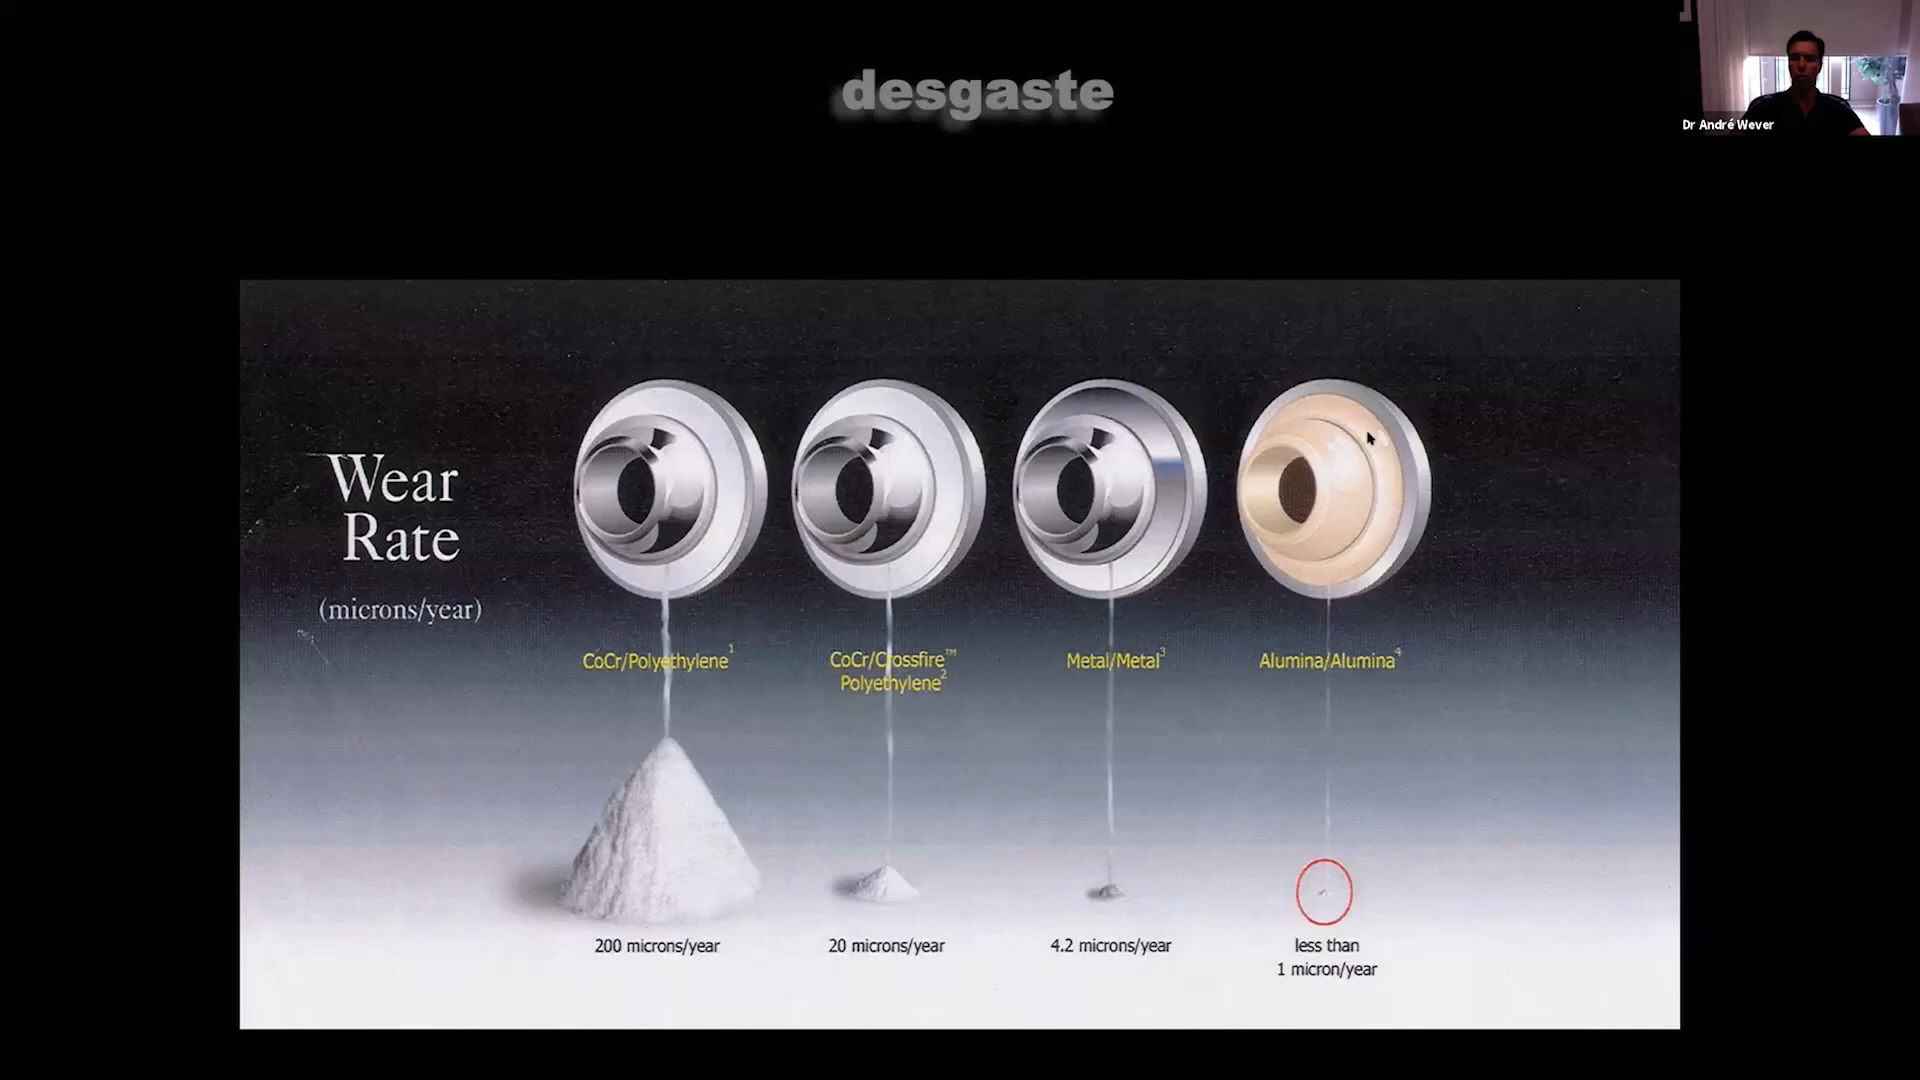 desgaste
Dr André Wever
Wear
Rate
(microns/year)
CoCr/Polyethylene¹
CoCr/Crossfire™
Polyethylene²
Metal/Metal³
Alumina/Alumina⁴
200 microns/year
20 microns/year
4.2 microns/year
less than
1 micron/year